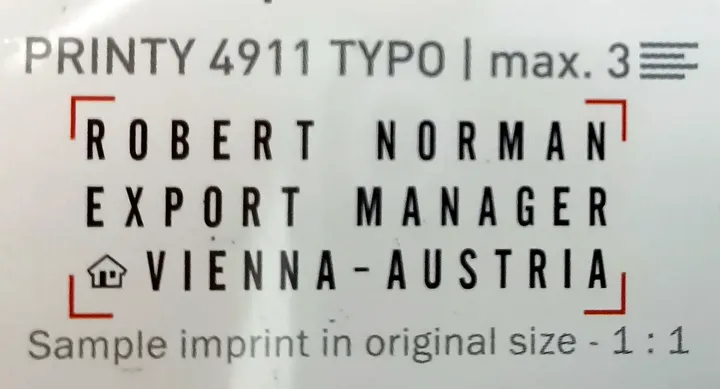 PRINTY 4911 TYPO | max. 3
ROBERT NORMAN
EXPORT MANAGER
VIENNA-AUSTRIA
Sample imprint in original size - 1 : 1